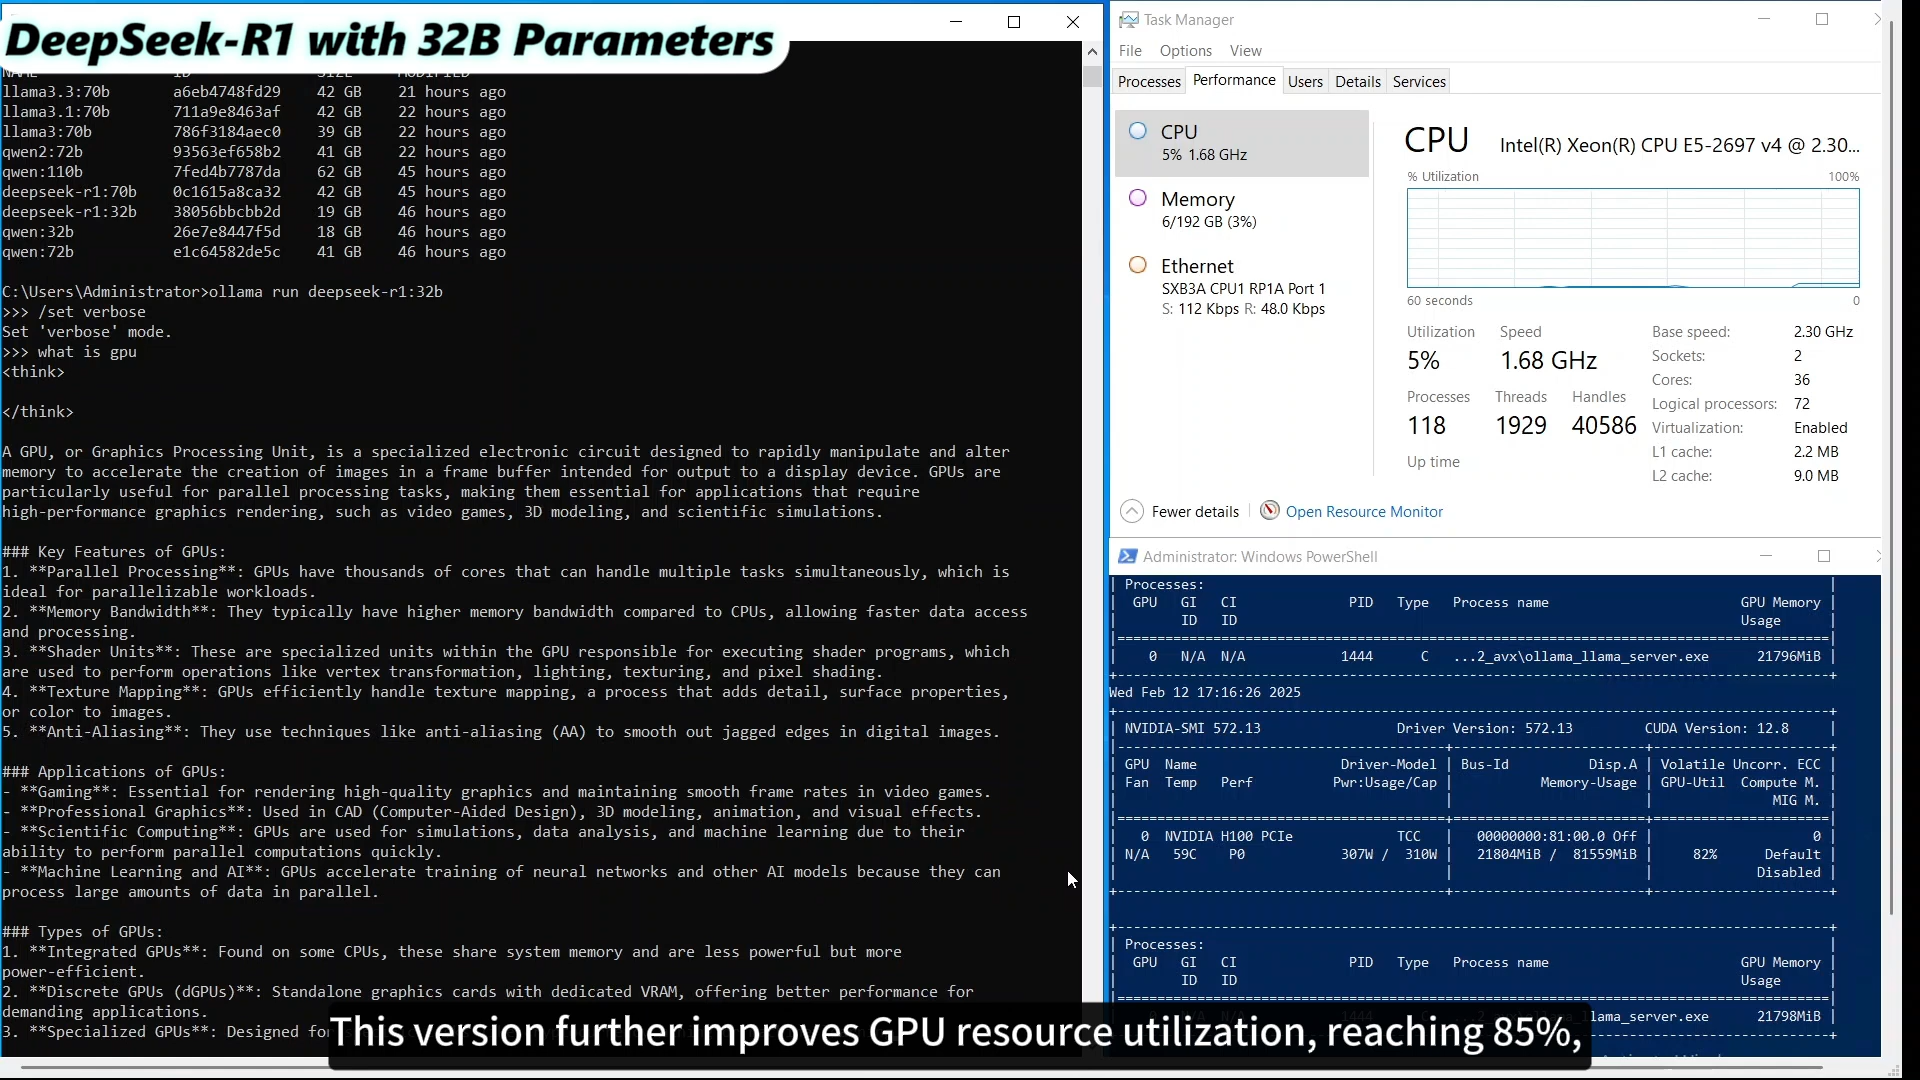 DeepSeek-R1 with 32B Parameters
NAME ID SIZE MODIFIED
llama3.3:70b a6eb4748fd29 42 GB 21 hours ago
llama3.1:70b 711a9e8463af 42 GB 22 hours ago
llama3:70b 786f3184aec0 39 GB 22 hours ago
qwen2:72b 93563ef658b2 41 GB 22 hours ago
qwen:110b 7fed4b7787da 62 GB 45 hours ago
deepseek-r1:70b 0c1615a8ca32 42 GB 45 hours ago
deepseek-r1:32b 38056bbcbb2d 19 GB 46 hours ago
qwen:32b 26e7e8447f5d 18 GB 46 hours ago
qwen:72b e1c64582de5c 41 GB 46 hours ago
C:\Users\Administrator>ollama run deepseek-r1:32b
>>> /set verbose
Set 'verbose' mode.
>>> what is gpu
<think>
</think>
A GPU, or Graphics Processing Unit, is a specialized electronic circuit designed to rapidly manipulate and alter
memory to accelerate the creation of images in a frame buffer intended for output to a display device. GPUs are
particularly useful for parallel processing tasks, making them essential for applications that require
high-performance graphics rendering, such as video games, 3D modeling, and scientific simulations.
### Key Features of GPUs:
1. **Parallel Processing**: GPUs have thousands of cores that can handle multiple tasks simultaneously, which is
ideal for parallelizable workloads.
2. **Memory Bandwidth**: They typically have higher memory bandwidth compared to CPUs, allowing faster data access
and processing.
3. **Shader Units**: These are specialized units within the GPU responsible for executing shader programs, which
are used to perform operations like vertex transformation, lighting, texturing, and pixel shading.
4. **Texture Mapping**: GPUs efficiently handle texture mapping, a process that adds detail, surface properties,
or color to images.
5. **Anti-Aliasing**: They use techniques like anti-aliasing (AA) to smooth out jagged edges in digital images.
### Applications of GPUs:
- **Gaming**: Essential for rendering high-quality graphics and maintaining smooth frame rates in video games.
- **Professional Graphics**: Used in CAD (Computer-Aided Design), 3D modeling, animation, and visual effects.
- **Scientific Computing**: GPUs are used for simulations, data analysis, and machine learning due to their
ability to perform parallel computations quickly.
- **Machine Learning and AI**: GPUs accelerate training of neural networks and other AI models because they can
process large amounts of data in parallel.
### Types of GPUs:
1. **Integrated GPUs**: Found on some CPUs, these share system memory and are less powerful but more
power-efficient.
2. **Discrete GPUs (dGPUs)**: Standalone graphics cards with dedicated VRAM, offering better performance for
demanding applications.
3. **Specialized GPUs**: Designed for
Task Manager
File Options View
Processes Performance Users Details Services
CPU
5% 1.68 GHz
Memory
6/192 GB (3%)
Ethernet
SXB3A CPU1 RP1A Port 1
S: 112 Kbps R: 48.0 Kbps
CPU Intel(R) Xeon(R) CPU E5-2697 v4 @ 2.30...
% Utilization 100%
60 seconds 0
Utilization Speed
5% 1.68 GHz
Processes Threads Handles
118 1929 40586
Up time
Base speed: 2.30 GHz
Sockets: 2
Cores: 36
Logical processors: 72
Virtualization: Enabled
L1 cache: 2.2 MB
L2 cache: 9.0 MB
Fewer details Open Resource Monitor
Administrator: Windows PowerShell
Processes:
GPU GI CI PID Type Process name GPU Memory
ID ID Usage
0 N/A N/A 1444 C ...2_avx\ollama_llama_server.exe 21796MiB
Wed Feb 12 17:16:26 2025
NVIDIA-SMI 572.13 Driver Version: 572.13 CUDA Version: 12.8
GPU Name Driver-Model Bus-Id Disp.A Volatile Uncorr. ECC
Fan Temp Perf Pwr:Usage/Cap Memory-Usage GPU-Util Compute M.
MIG M.
0 NVIDIA H100 PCIe TCC 00000000:81:00.0 Off 0
N/A 59C P0 307W / 310W 21804MiB / 81559MiB 82% Default
Disabled
Processes:
GPU GI CI PID Type Process name GPU Memory
ID ID Usage
llama_server.exe 21798MiB
This version further improves GPU resource utilization, reaching 85%,